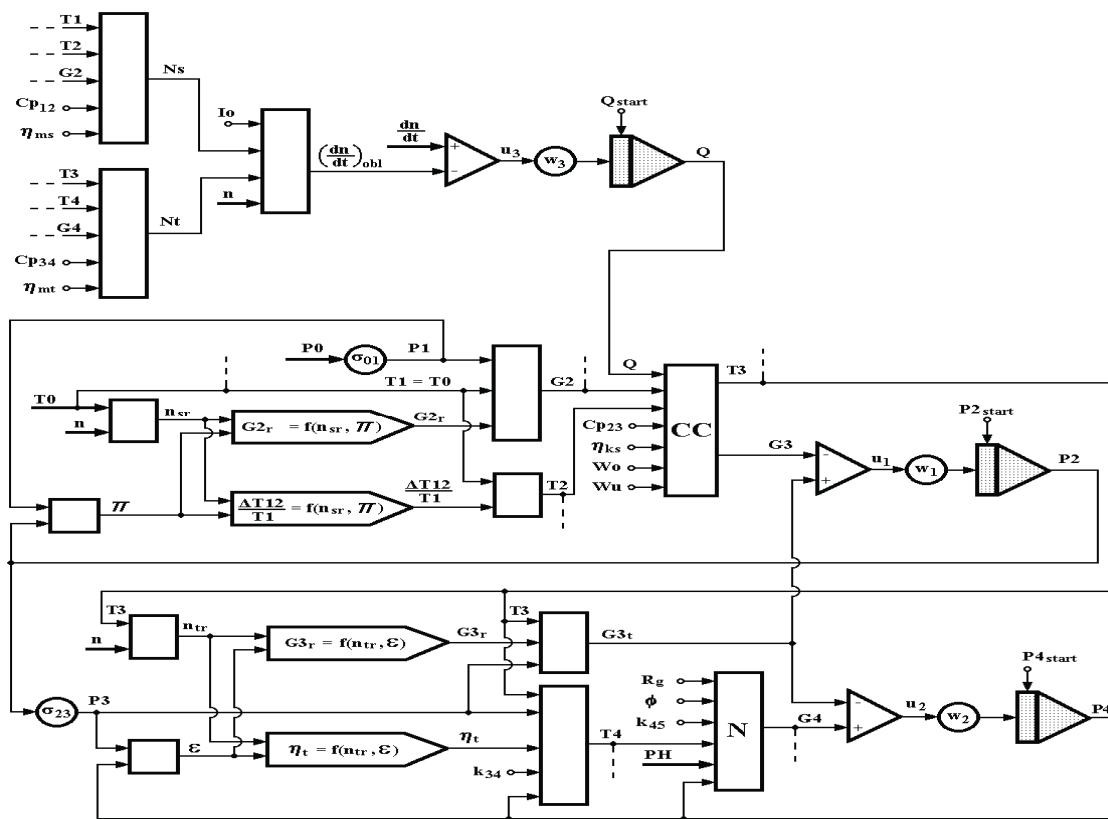 T1
T2
G2
Cp12
ηms
Ns
T3
T4
G4
Cp34
ηmt
Nt
Io
n
(dn/dt)obl
dn/dt
+
-
u3
w3
Qstart
Q
P0
σ01
P1
T1 = T0
T0
n
nsr
G2r = f(nsr, π)
G2r
G2
π
ΔT12/T1 = f(nsr, π)
ΔT12/T1
T2
Q
Cp23
ηks
Wo
Wu
CC
T3
G3
-
+
u1
w1
P2start
P2
T3
n
ntr
G3r = f(ntr, ε)
G3r
T3
G3t
σ23
P3
ε
ηt = f(ntr, ε)
ηt
k34
T4
Rg
ϕ
k45
PH
N
G4
-
+
u2
w2
P4start
P4